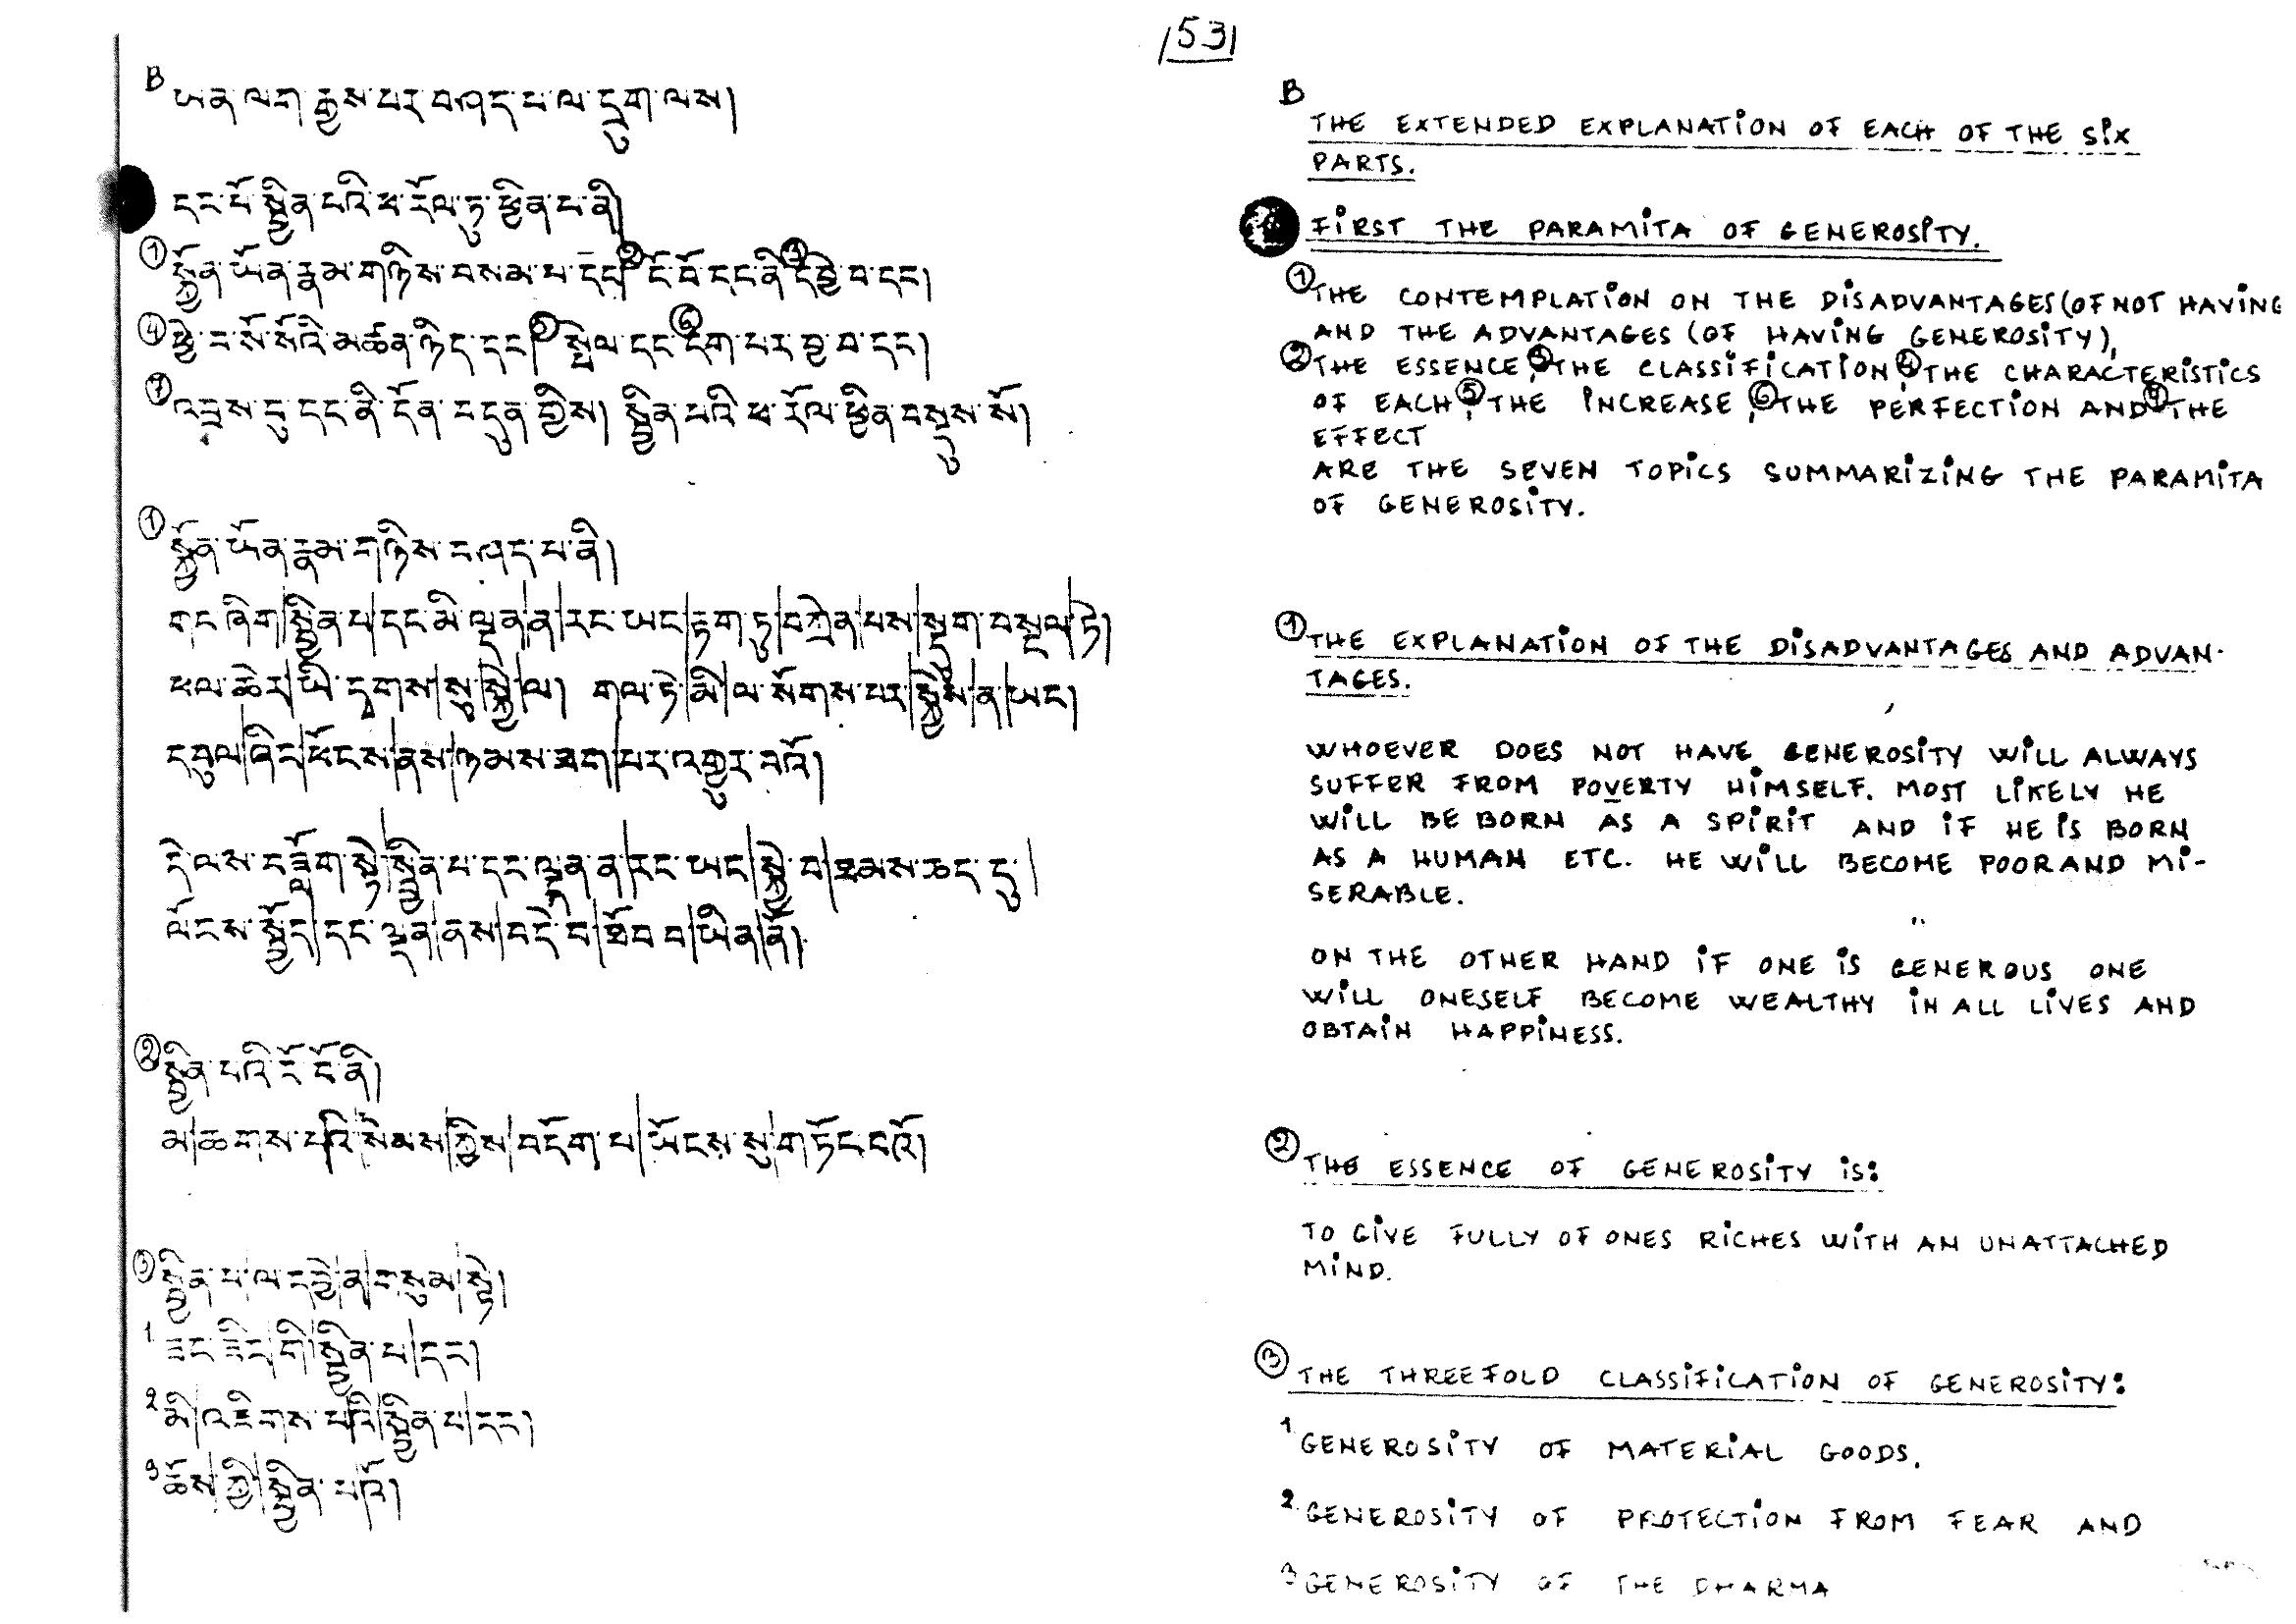 153
B
ཡན་ལག་རྒྱས་པར་བཤད་པ་ལ་དྲུག་ལས།
དང་པོ་སྦྱིན་པའི་ཕ་རོལ་ཏུ་ཕྱིན་པ་ནི།
① སྐྱོན་ཡོན་རྣམ་གཉིས་བསམ་པ་དང༌། ② ངོ་བོ་དང་ནི་ ③ དབྱེ་བ་དང༌།
④ ཕྱེ་བ་སོ་སོའི་མཚན་ཉིད་དང༌། ⑤ སྤེལ་དང་ ⑥ དག་པར་བྱ་བ་དང༌།
⑦ འབྲས་བུ་དང་ནི་དོན་བདུན་གྱིས། སྦྱིན་པའི་ཕ་རོལ་ཕྱིན་བསྡུས་སོ།
① སྐྱོན་ཡོན་རྣམ་གཉིས་བཤད་པ་ནི།
གང་ཞིག་སྦྱིན་པ་དང་མི་ལྡན་ན་རང་ཡང་རྟག་ཏུ་བཀྲེན་པས་སྡུག་བསྔལ་ཏེ།
ཕལ་ཆེར་ཡི་དྭགས་སུ་སྐྱེ་ལ། གལ་ཏེ་མི་ལ་སོགས་པར་སྐྱེས་ན་ཡང༌།
དབུལ་ཞིང་ཕོངས་ནས་ཉམས་ཐག་པར་འགྱུར་བའོ།
དེ་ལས་བཟློག་སྟེ་སྦྱིན་པ་དང་ལྡན་ན་རང་ཡང་སྐྱེ་བ་ཐམས་ཅད་དུ།
ལོངས་སྤྱོད་དང་ལྡན་ནས་བདེ་བ་ཐོབ་བ་ཡིན་ནོ།
② སྦྱིན་པའི་ངོ་བོ་ནི།
མ་ཆགས་པའི་སེམས་ཀྱིས་བདོག་པ་ཡོངས་སུ་གཏོང་བའོ།
③ སྦྱིན་པ་ལ་དབྱེ་ན་གསུམ་སྟེ།
1 ཟང་ཟིང་གི་སྦྱིན་པ་དང༌།
2 མི་འཇིགས་པའི་སྦྱིན་པ་དང༌།
3 ཆོས་ཀྱི་སྦྱིན་པའོ།
B
THE EXTENDED EXPLANATION OF EACH OF THE SIX
PARTS.
FIRST THE PARAMITA OF GENEROSITY.
① THE CONTEMPLATION ON THE DISADVANTAGES (OF NOT HAVING
AND THE ADVANTAGES (OF HAVING GENEROSITY),
② THE ESSENCE, ③ THE CLASSIFICATION, ④ THE CHARACTERISTICS
OF EACH, ⑤ THE INCREASE, ⑥ THE PERFECTION AND ⑦ THE
EFFECT
ARE THE SEVEN TOPICS SUMMARIZING THE PARAMITA
OF GENEROSITY.
① THE EXPLANATION OF THE DISADVANTAGES AND ADVAN-
TAGES.
WHOEVER DOES NOT HAVE GENEROSITY WILL ALWAYS
SUFFER FROM POVERTY HIMSELF. MOST LIKELY HE
WILL BE BORN AS A SPIRIT AND IF HE IS BORN
AS A HUMAN ETC. HE WILL BECOME POOR AND MI-
SERABLE.
ON THE OTHER HAND IF ONE IS GENEROUS ONE
WILL ONESELF BECOME WEALTHY IN ALL LIVES AND
OBTAIN HAPPINESS.
② THE ESSENCE OF GENEROSITY IS:
TO GIVE FULLY OF ONES RICHES WITH AN UNATTACHED
MIND.
③ THE THREEFOLD CLASSIFICATION OF GENEROSITY:
1 GENEROSITY OF MATERIAL GOODS.
2. GENEROSITY OF PROTECTION FROM FEAR AND
3 GENEROSITY OF THE DHARMA